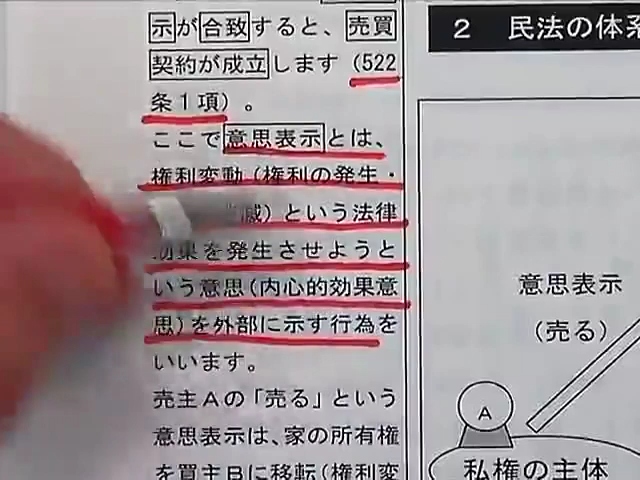 示が合致すると、売買
契約が成立します（522
条1項）。
ここで意思表示とは、
権利変動（権利の発生・
滅）という法律
効果を発生させようと
いう意思（内心的効果意
思）を外部に示す行為を
いいます。
売主Aの「売る」という
意思表示は、家の所有権
を買主Bに移転（権利変
2 民法の体系
意思表示
（売る）
A
私権の主体